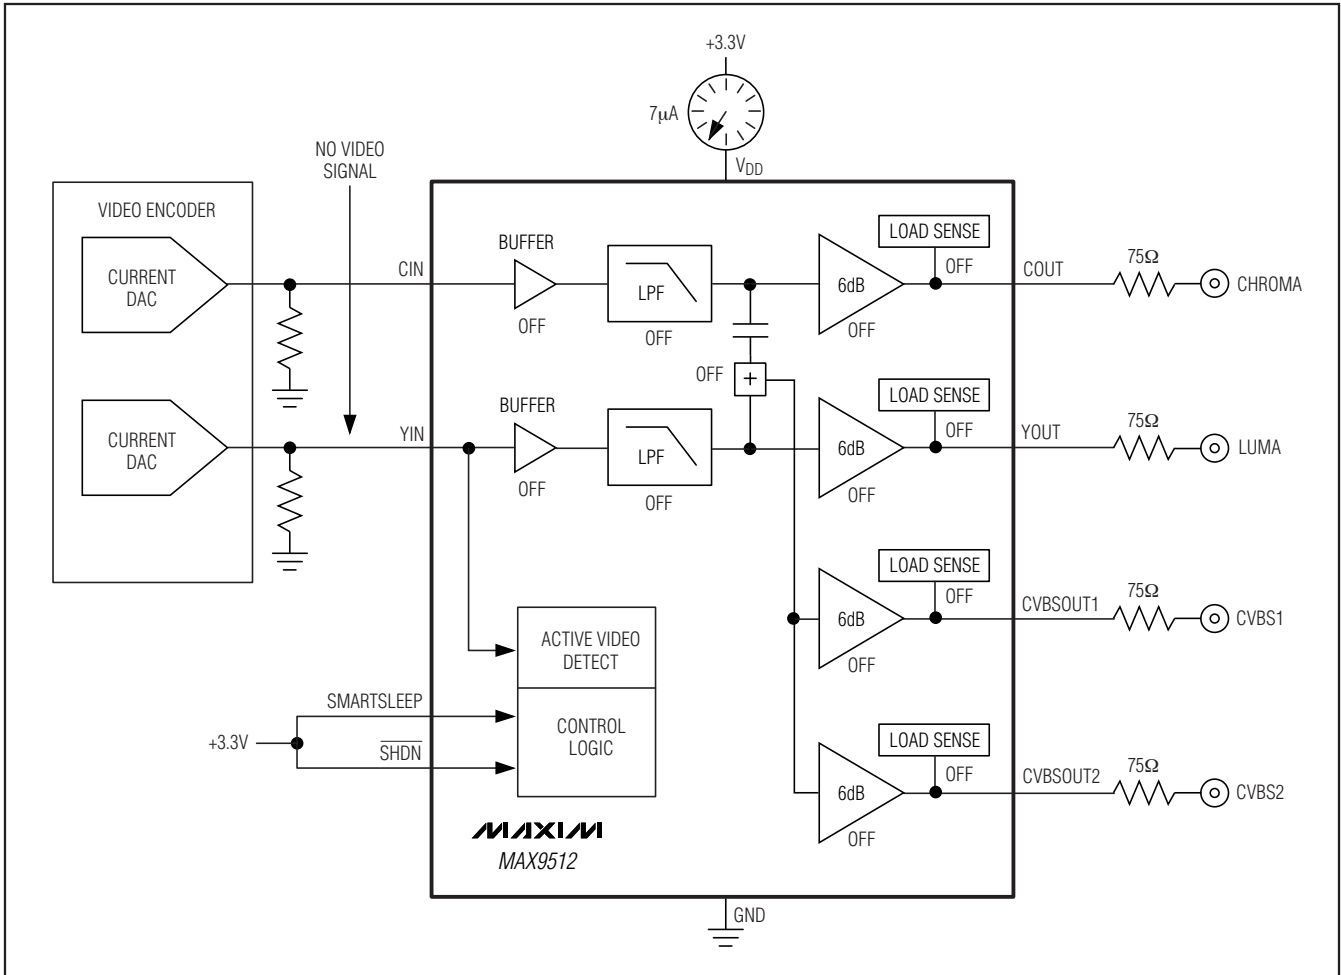 +3.3V
7µA
VDD
NO VIDEO
SIGNAL
VIDEO ENCODER
CURRENT
DAC
CIN
BUFFER
OFF
LPF
OFF
6dB
OFF
LOAD SENSE
OFF
COUT
75Ω
CHROMA
OFF
+
CURRENT
DAC
YIN
BUFFER
OFF
LPF
OFF
6dB
OFF
LOAD SENSE
OFF
YOUT
75Ω
LUMA
6dB
OFF
LOAD SENSE
OFF
CVBSOUT1
75Ω
CVBS1
ACTIVE VIDEO
DETECT
CONTROL
LOGIC
SMARTSLEEP
+3.3V
SHDN
6dB
OFF
LOAD SENSE
OFF
CVBSOUT2
75Ω
CVBS2
MAXIM
MAX9512
GND